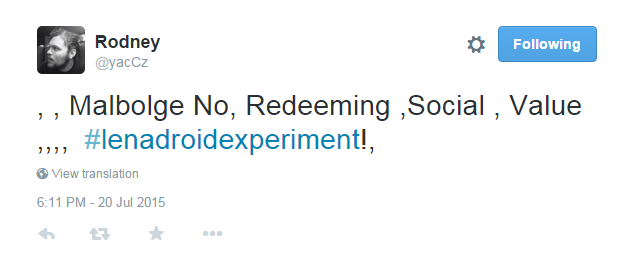 Rodney
@yacCz
Following
, , Malbolge No, Redeeming ,Social , Value
,,,, #lenadroidexperiment!,
View translation
6:11 PM - 20 Jul 2015